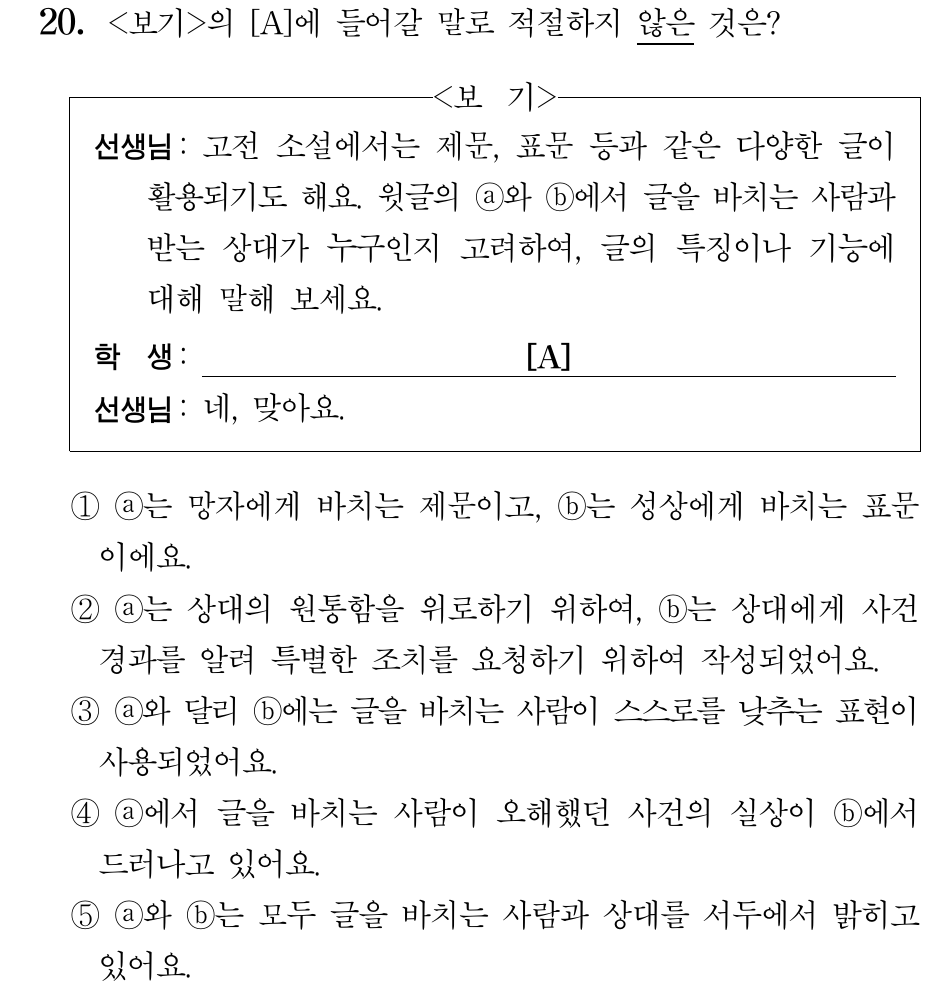 20. <보기>의 [A]에 들어갈 말로 적절하지 않은 것은?
<보 기>
선생님 : 고전 소설에서는 제문, 표문 등과 같은 다양한 글이
활용되기도 해요. 윗글의 ⓐ와 ⓑ에서 글을 바치는 사람과
받는 상대가 누구인지 고려하여, 글의 특징이나 기능에
대해 말해 보세요.
학 생 : [A]
선생님 : 네, 맞아요.
① ⓐ는 망자에게 바치는 제문이고, ⓑ는 성상에게 바치는 표문
이에요.
② ⓐ는 상대의 원통함을 위로하기 위하여, ⓑ는 상대에게 사건
경과를 알려 특별한 조치를 요청하기 위하여 작성되었어요.
③ ⓐ와 달리 ⓑ에는 글을 바치는 사람이 스스로를 낮추는 표현이
사용되었어요.
④ ⓐ에서 글을 바치는 사람이 오해했던 사건의 실상이 ⓑ에서
드러나고 있어요.
⑤ ⓐ와 ⓑ는 모두 글을 바치는 사람과 상대를 서두에서 밝히고
있어요.